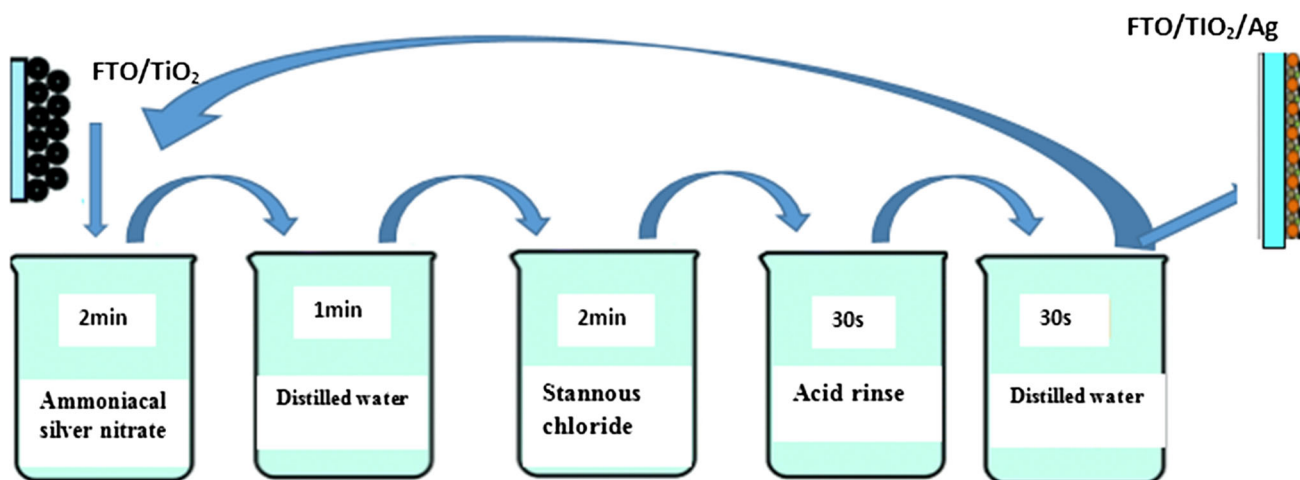 FTO/TIO₂/Ag
FTO/TiO₂
2min
1min
2min
30s
30s
Ammoniacal
silver nitrate
Distilled water
Stannous
chloride
Acid rinse
Distilled water